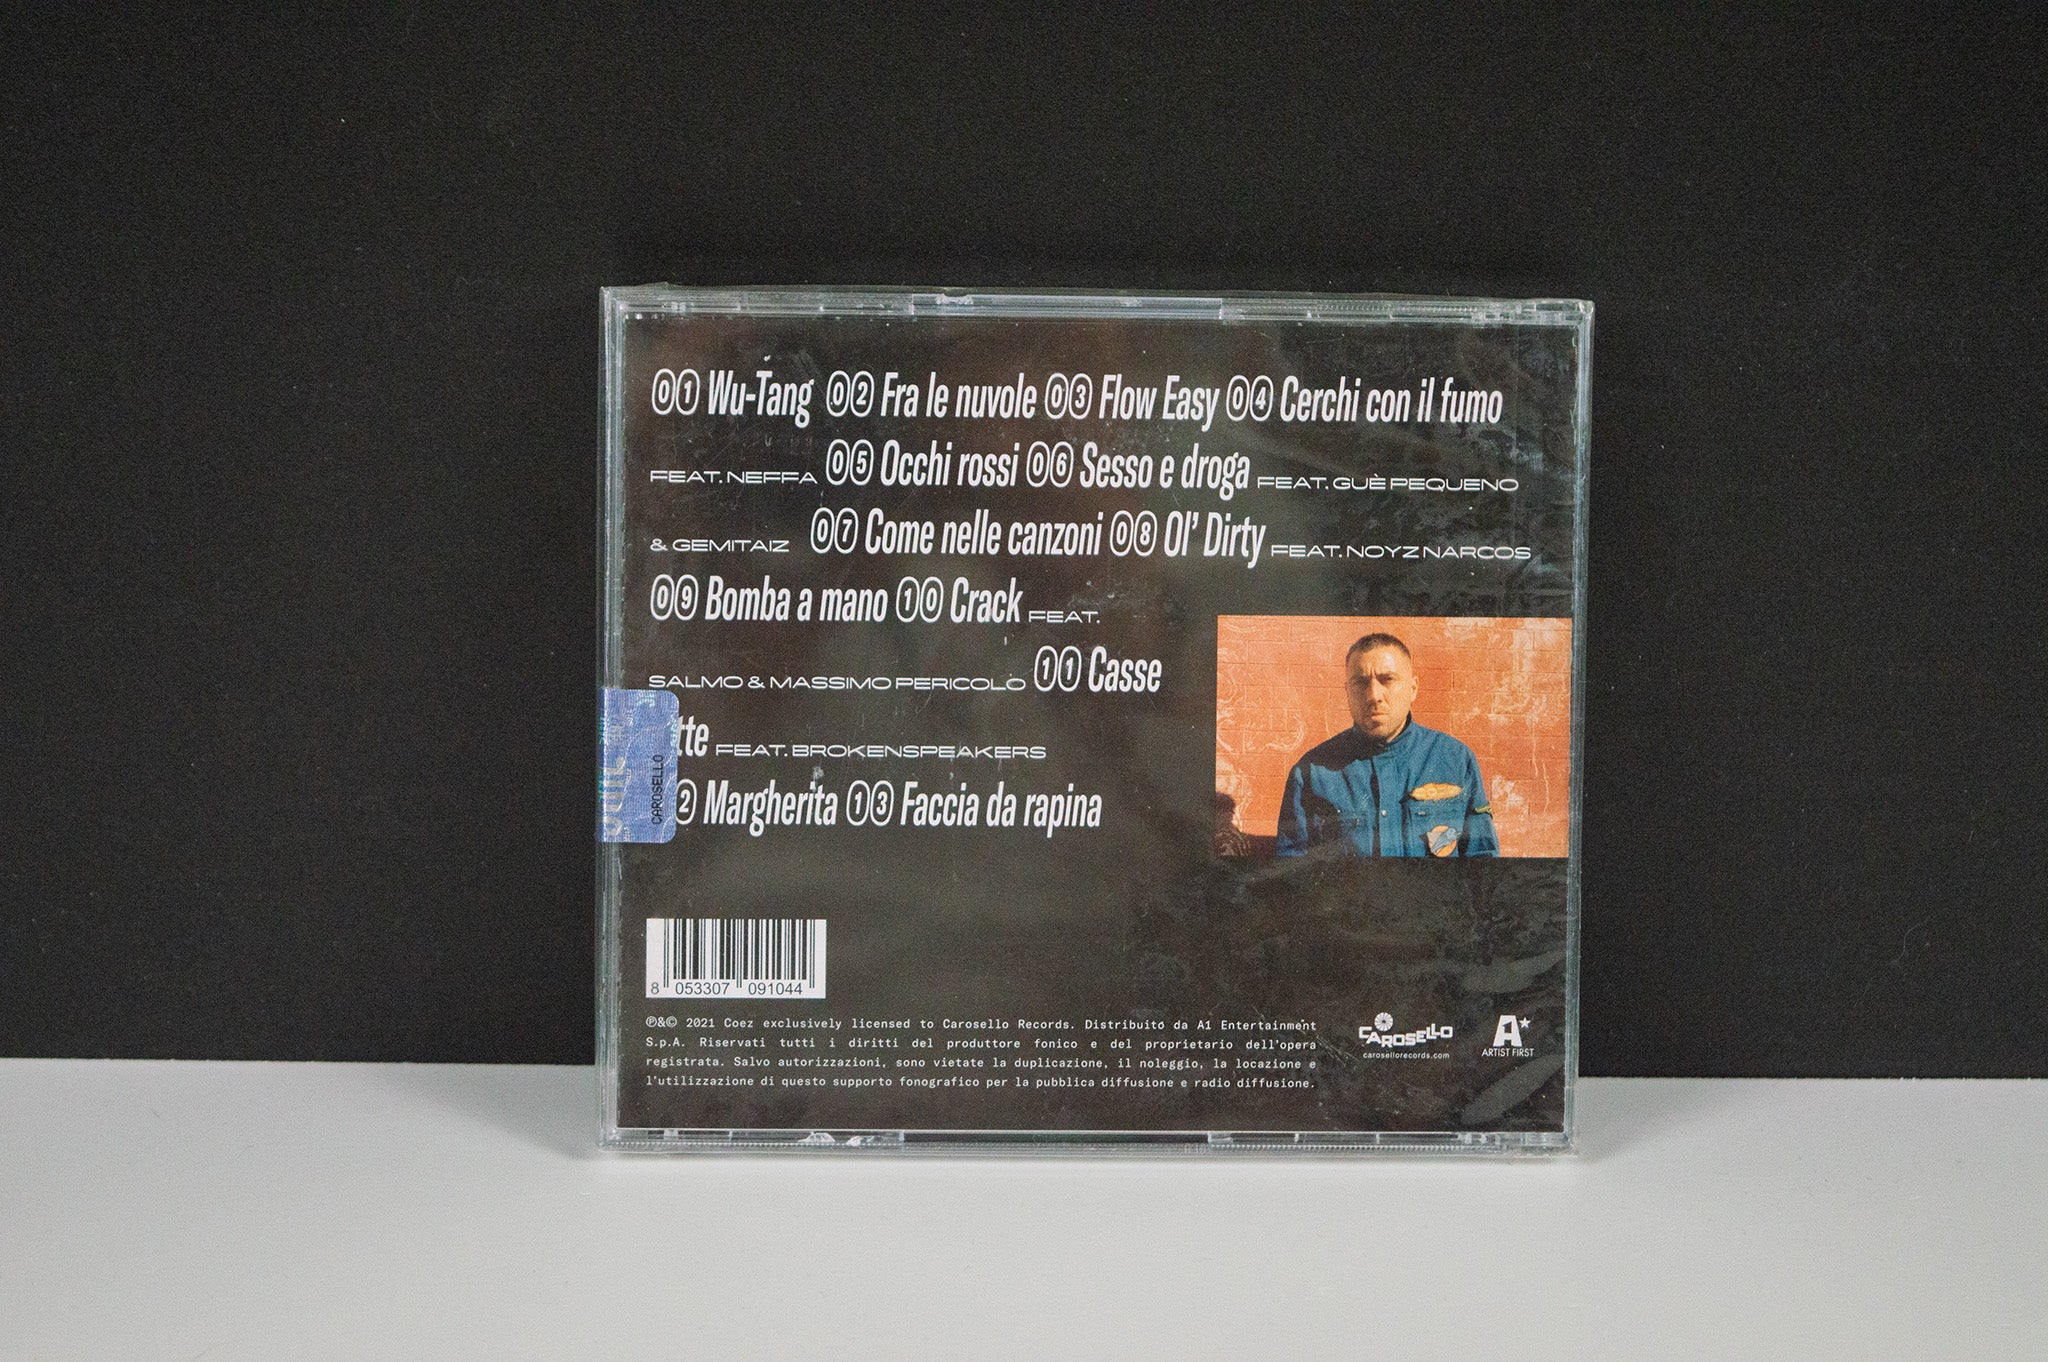 01 Wu-Tang 02 Fra le nuvole 03 Flow Easy 04 Cerchi con il fumo
FEAT. NEFFA 05 Occhi rossi 06 Sesso e droga FEAT. GUÈ PEQUENO
& GEMITAIZ 07 Come nelle canzoni 08 Ol' Dirty FEAT. NOYZ NARCOS
09 Bomba a mano 10 Crack FEAT.
SALMO & MASSIMO PERICOLO 11 Casse
tte FEAT. BROKENSPEAKERS
2 Margherita 13 Faccia da rapina
CAROSELLO
8 053307 091044
℗&© 2021 Coez exclusively licensed to Carosello Records. Distribuito da A1 Entertainment
S.p.A. Riservati tutti i diritti del produttore fonico e del proprietario dell'opera
registrata. Salvo autorizzazioni, sono vietate la duplicazione, il noleggio, la locazione e
l'utilizzazione di questo supporto fonografico per la pubblica diffusione e radio diffusione.
CAROSELLO
carosellorecords.com
A
ARTIST FIRST